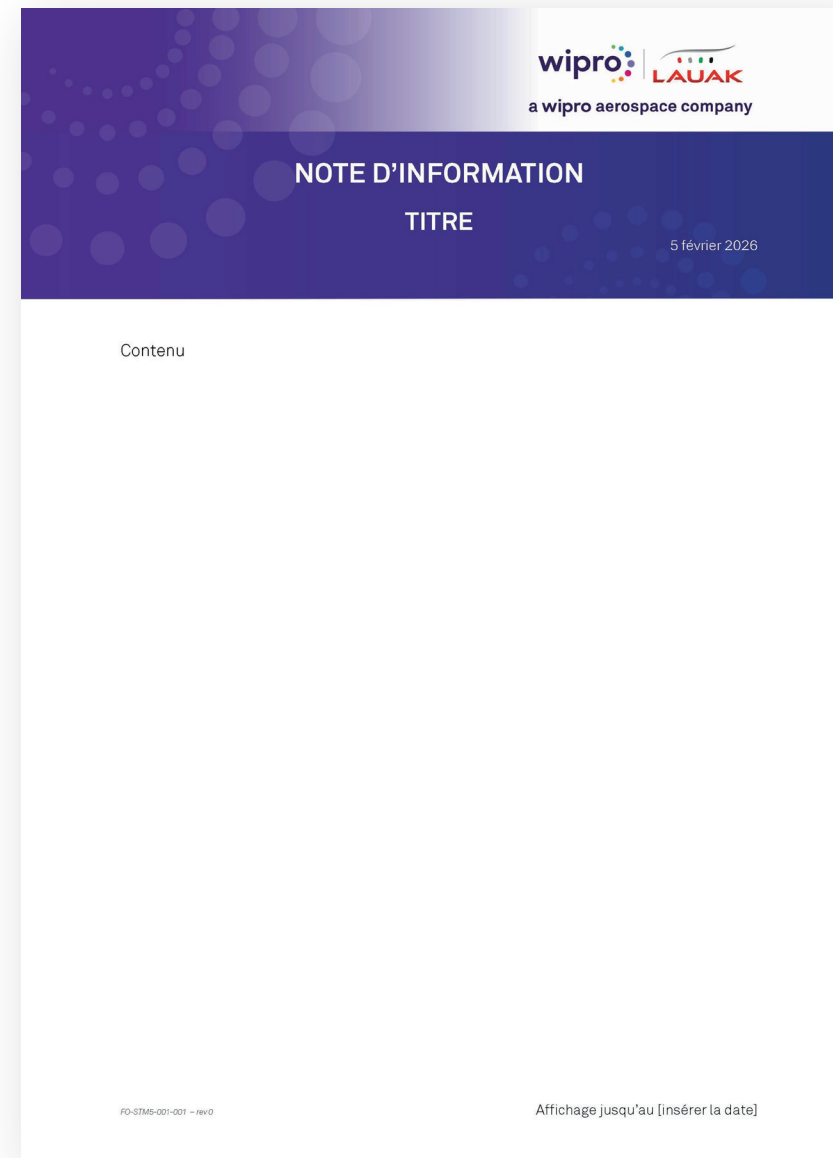 wipro LAUAK
a wipro aerospace company
NOTE D'INFORMATION
TITRE
5 février 2026
Contenu
FO-STM5-001-001 – rev 0
Affichage jusqu'au [insérer la date]